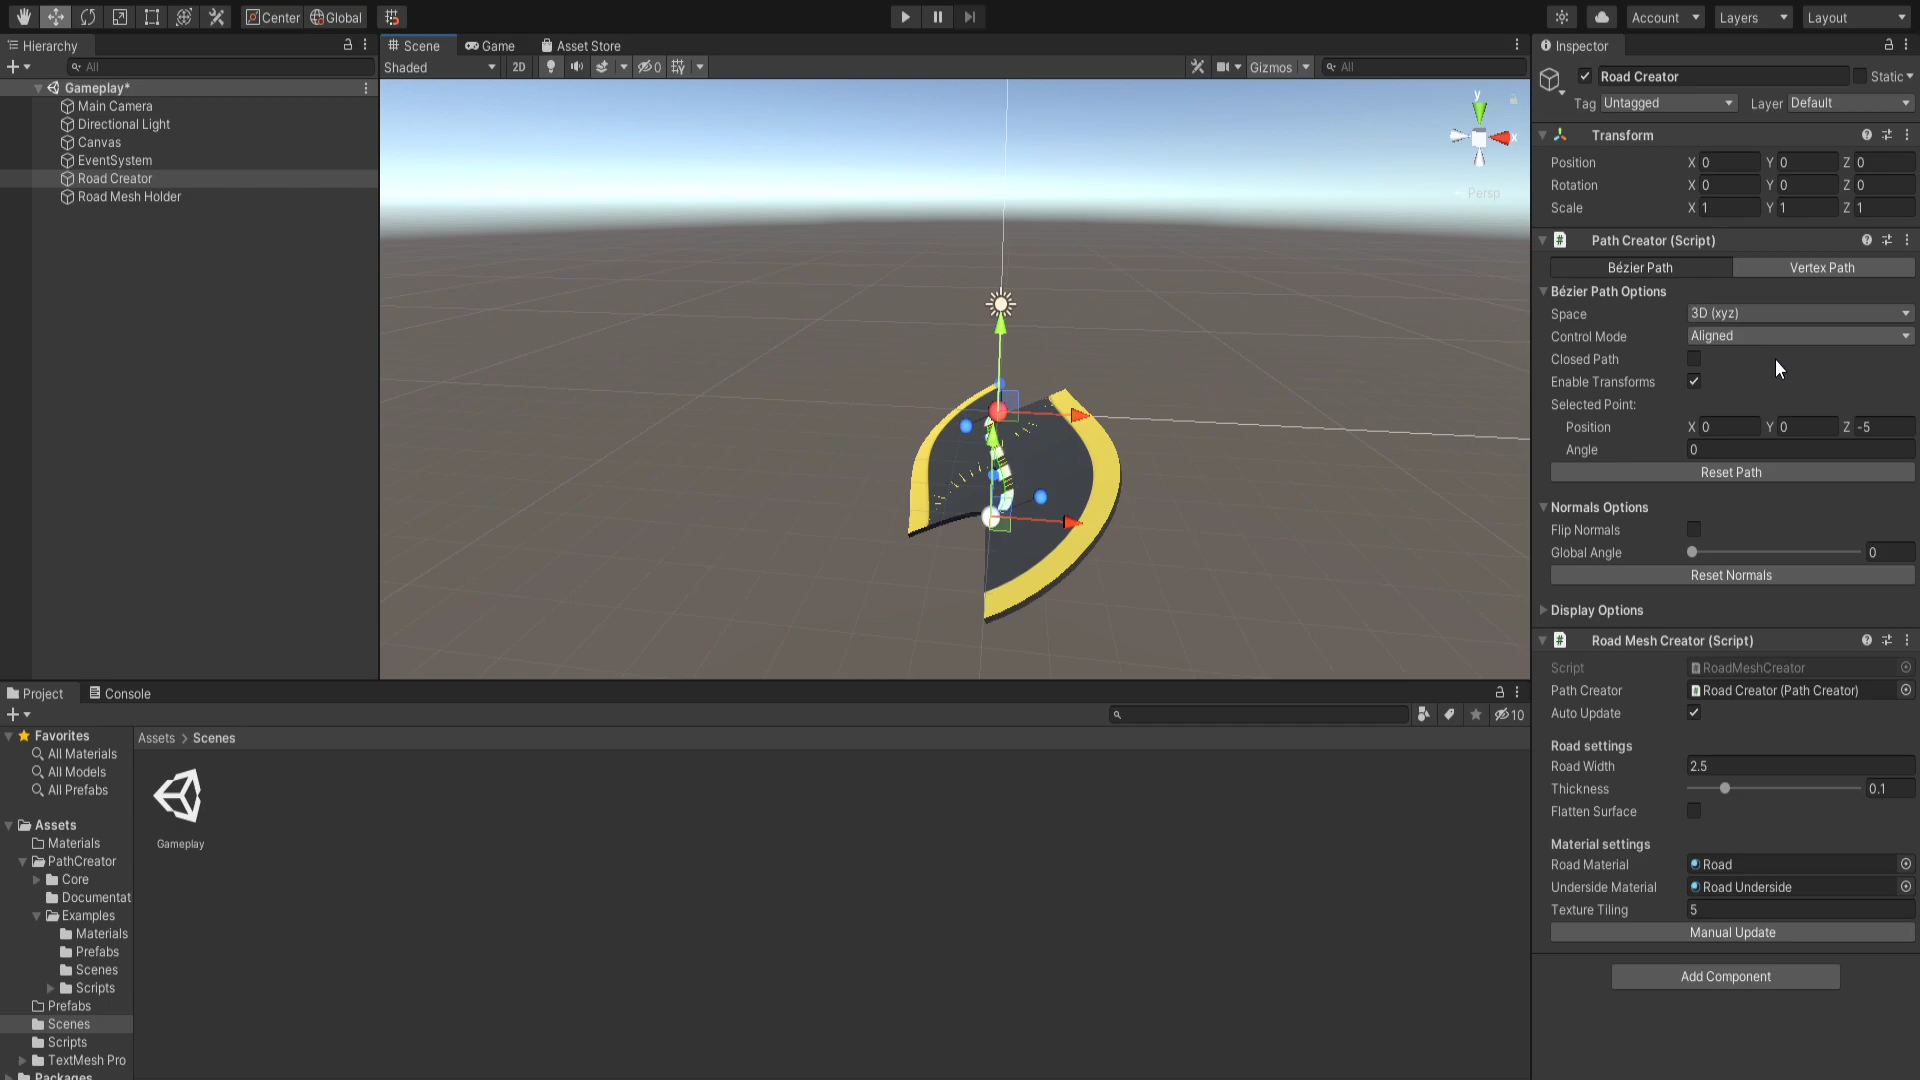 Center Global Account Layers Layout
Hierarchy Scene Game Asset Store Inspector
All Shaded 2D 0 Gizmos All Road Creator Static
Gameplay* Tag Untagged Layer Default
Main Camera
Directional Light
Canvas
EventSystem
Road Creator
Road Mesh Holder
y
x
Persp
Transform
Position X 0 Y 0 Z 0
Rotation X 0 Y 0 Z 0
Scale X 1 Y 1 Z 1
# Path Creator (Script)
Bézier Path Vertex Path
Bézier Path Options
Space 3D (xyz)
Control Mode Aligned
Closed Path
Enable Transforms
Selected Point:
Position X 0 Y 0 Z -5
Angle 0
Reset Path
Normals Options
Flip Normals
Global Angle 0
Reset Normals
Display Options
# Road Mesh Creator (Script)
Script RoadMeshCreator
Path Creator Road Creator (Path Creator)
Auto Update
Road settings
Road Width 2.5
Thickness 0.1
Flatten Surface
Material settings
Road Material Road
Underside Material Road Underside
Texture Tiling 5
Manual Update
Add Component
Project Console
10
Favorites
All Materials
All Models
All Prefabs
Assets
Materials
PathCreator
Core
Documentat
Examples
Materials
Prefabs
Scenes
Scripts
Prefabs
Scenes
Scripts
TextMesh Pro
Packages
Assets > Scenes
Gameplay